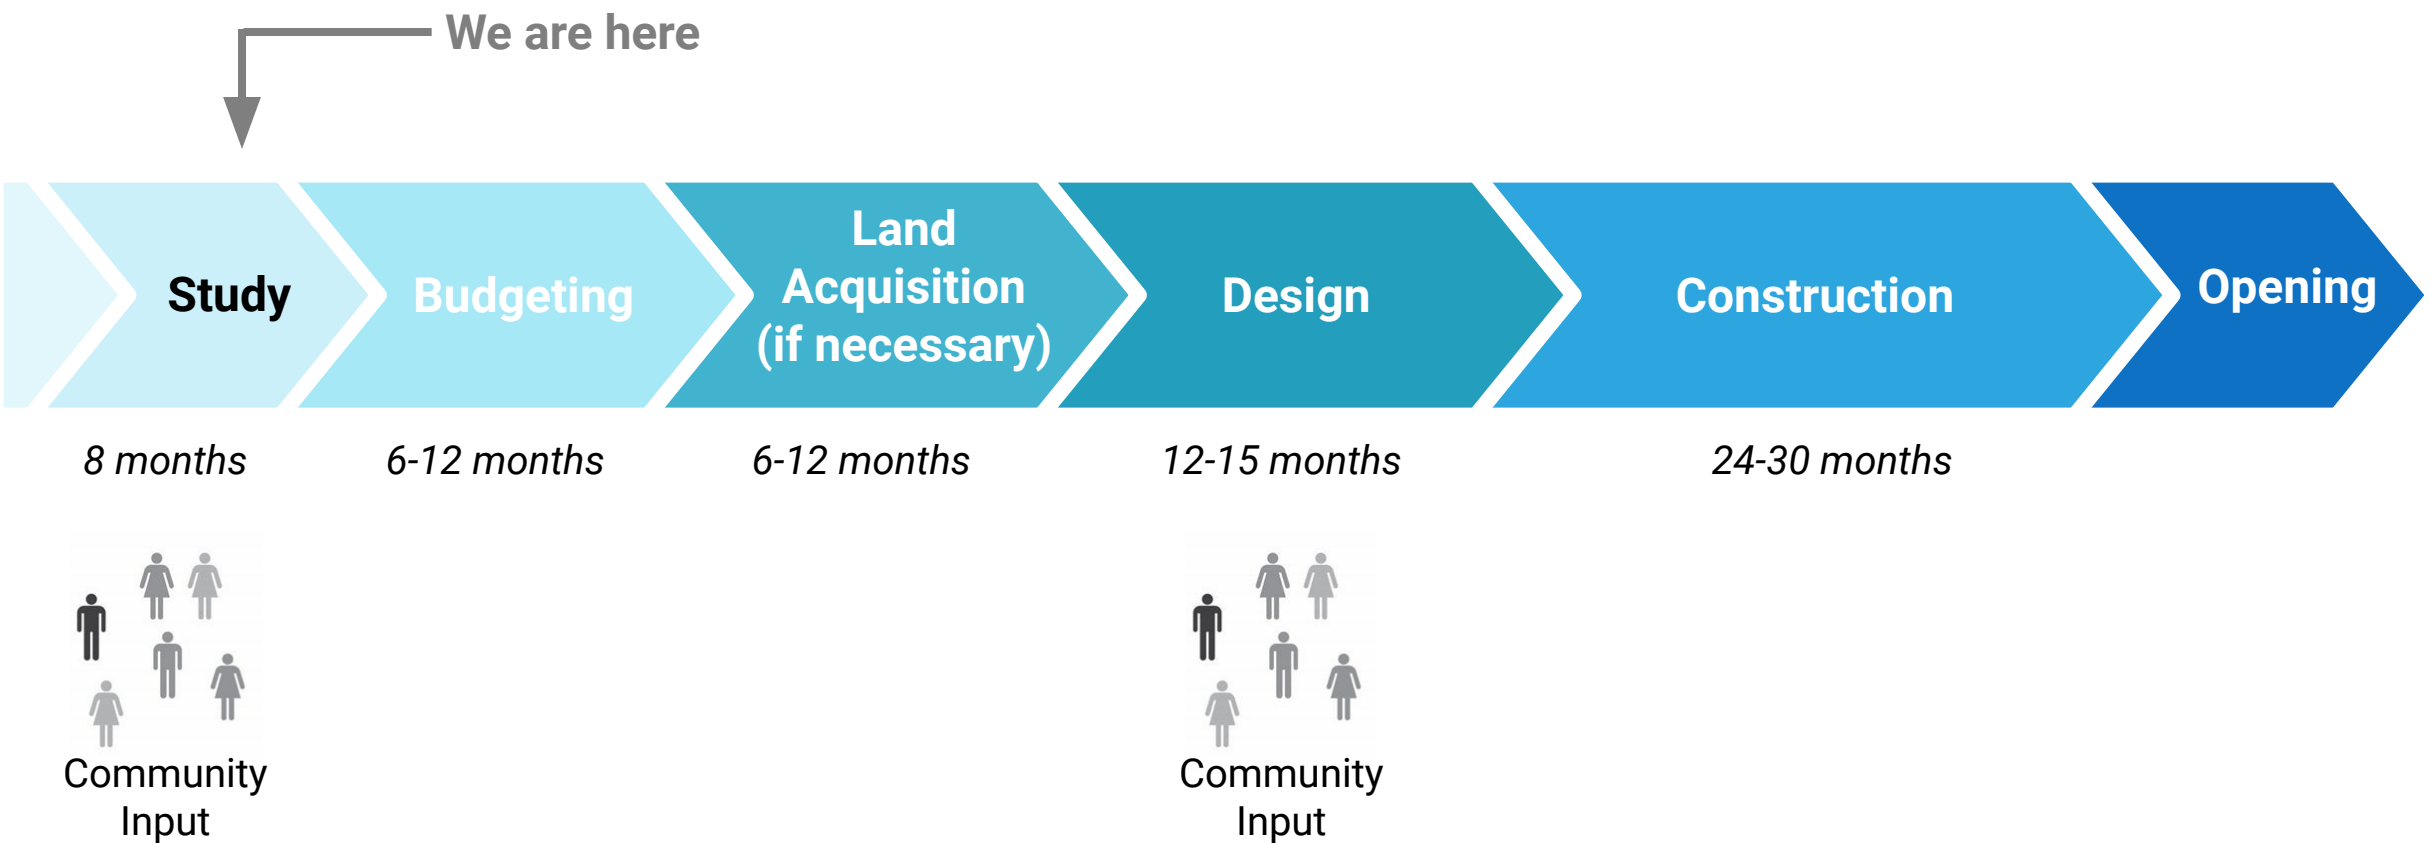 We are here
Study
Budgeting
Land
Acquisition
(if necessary)
Design
Construction
Opening
8 months
6-12 months
6-12 months
12-15 months
24-30 months
Community
Input
Community
Input